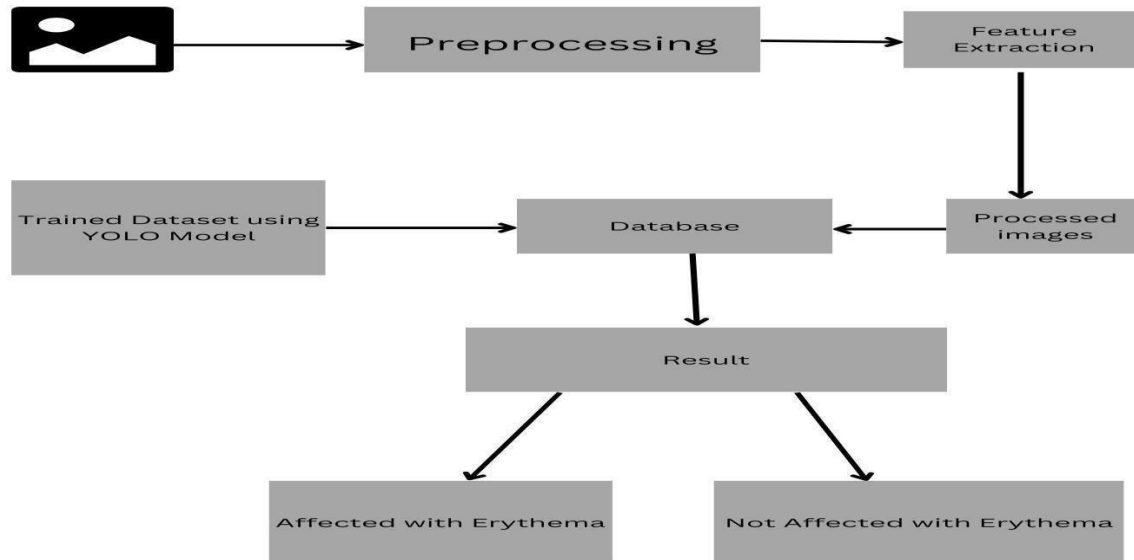 Preprocessing
Feature
Extraction
Trained Dataset using
YOLO Model
Database
Processed
images
Result
Affected with Erythema
Not Affected with Erythema